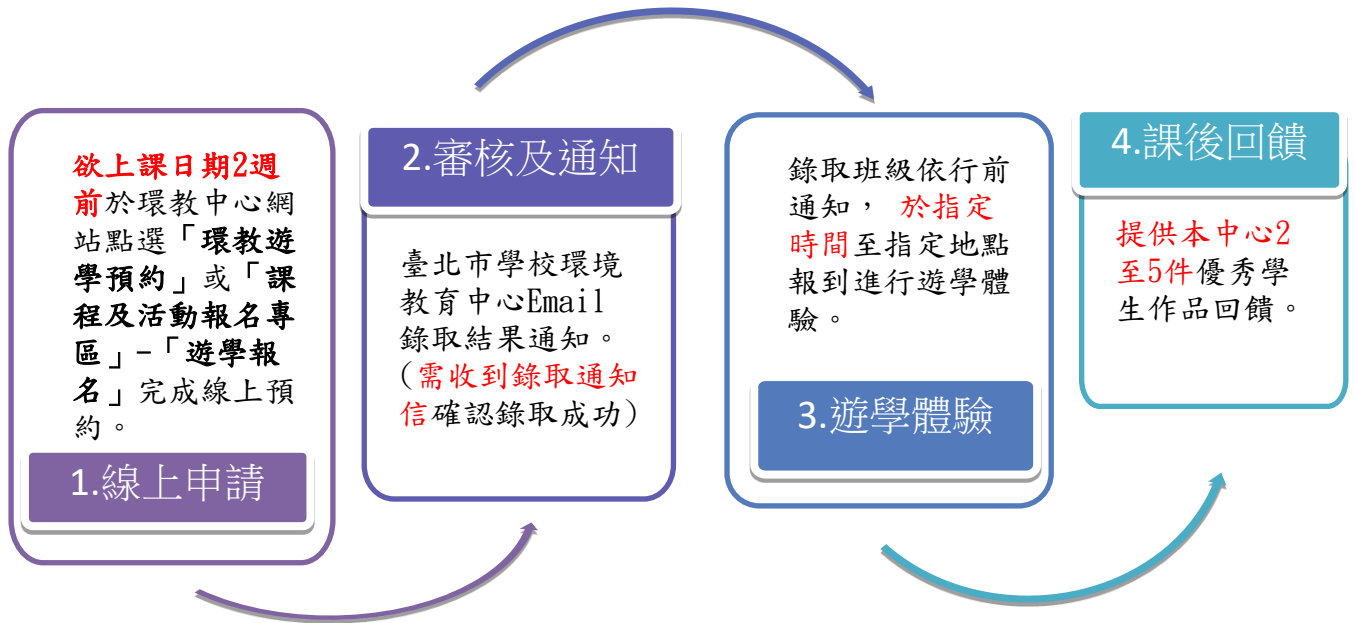 欲上課日期2週
前於環教中心網
站點選「環教遊
學預約」或「課
程及活動報名專
區」-「遊學報
名」完成線上預
約。
1.線上申請
2.審核及通知
臺北市學校環境
教育中心Email
錄取結果通知。
(需收到錄取通知
信確認錄取成功)
錄取班級依行前
通知， 於指定
時間至指定地點
報到進行遊學體
驗。
3.遊學體驗
4.課後回饋
提供本中心2
至5件優秀學
生作品回饋。